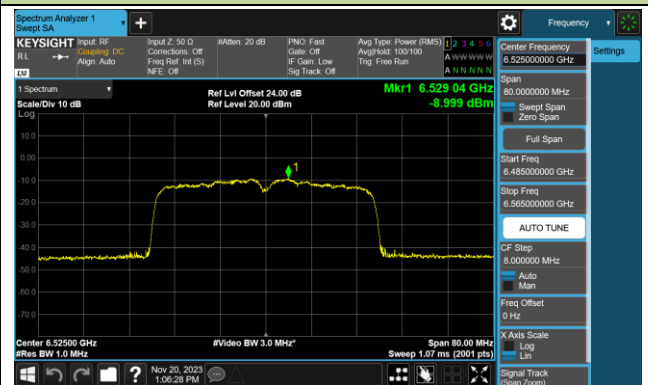 Spectrum Analyzer 1
Swept SA
Frequency
KEYSIGHT
RL
LXI
Input: RF
Coupling: DC
Align: Auto
Input Z: 50 Ω
Corrections: Off
Freq Ref: Int (S)
NFE: Off
#Atten: 20 dB
PNO: Fast
Gate: Off
IF Gain: Low
Sig Track: Off
Avg Type: Power (RMS)
Avg|Hold: 100/100
Trig: Free Run
1 2 3 4 5 6
A W W W W W
A N N N N N
1 Spectrum
Scale/Div 10 dB
Log
Ref Lvl Offset 24.00 dB
Ref Level 20.00 dBm
Mkr1 6.529 04 GHz
-8.999 dBm
1
10.0
0.00
-10.0
-20.0
-30.0
-40.0
-50.0
-60.0
-70.0
Center 6.52500 GHz
#Res BW 1.0 MHz
#Video BW 3.0 MHz*
Span 80.00 MHz
Sweep 1.07 ms (2001 pts)
Nov 20, 2023
1:06:28 PM
Center Frequency
6.525000000 GHz
Settings
Span
80.0000000 MHz
Swept Span
Zero Span
Full Span
Start Freq
6.485000000 GHz
Stop Freq
6.565000000 GHz
AUTO TUNE
CF Step
8.000000 MHz
Auto
Man
Freq Offset
0 Hz
X Axis Scale
Log
Lin
Signal Track
(Span Zoom)